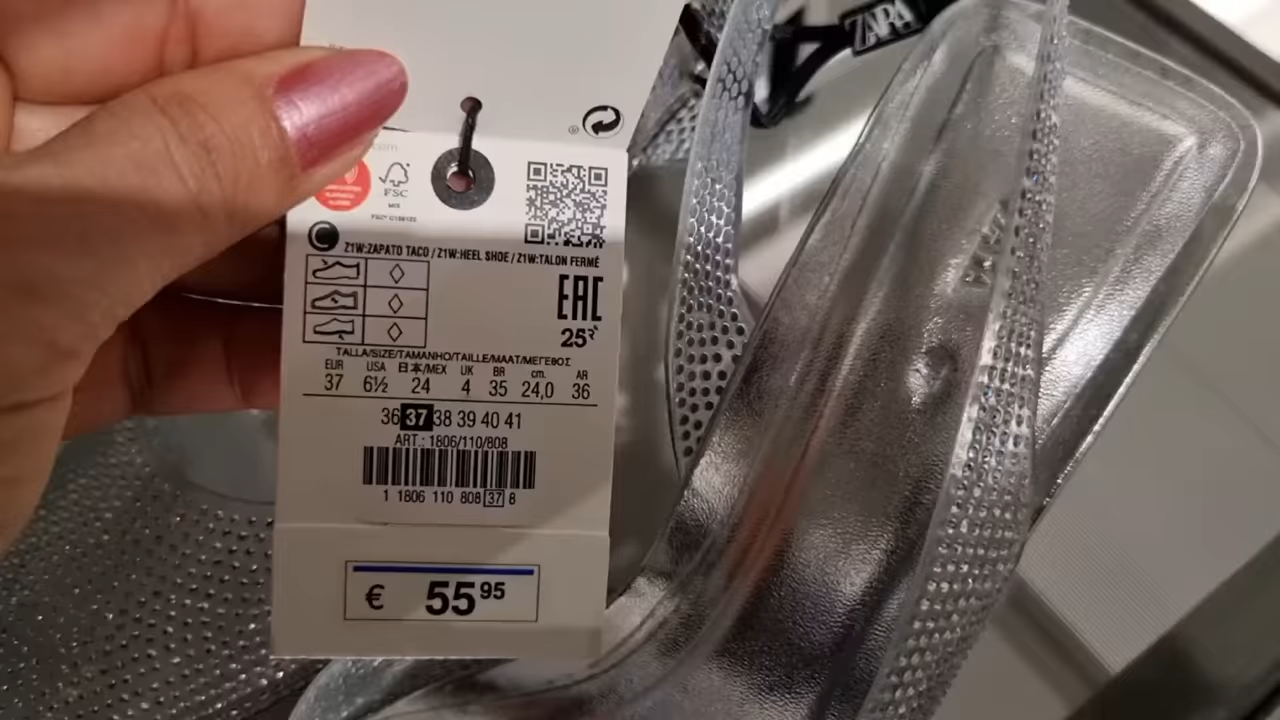 ZARA
®
FSC
MIX
Z1W:ZAPATO TACO / Z1W:HEEL SHOE / Z1W:TALON FERMÉ
EAC
25
TALLA/SIZE/TAMANHO/TAILLE/MAAT/ΜΕΓΕΘΟΣ
EUR USA 日本/MEX UK BR cm. AR
37 6½ 24 4 35 24,0 36
36 37 38 39 40 41
ART.: 1806/110/808
1 1806 110 808 37 8
€ 55 95